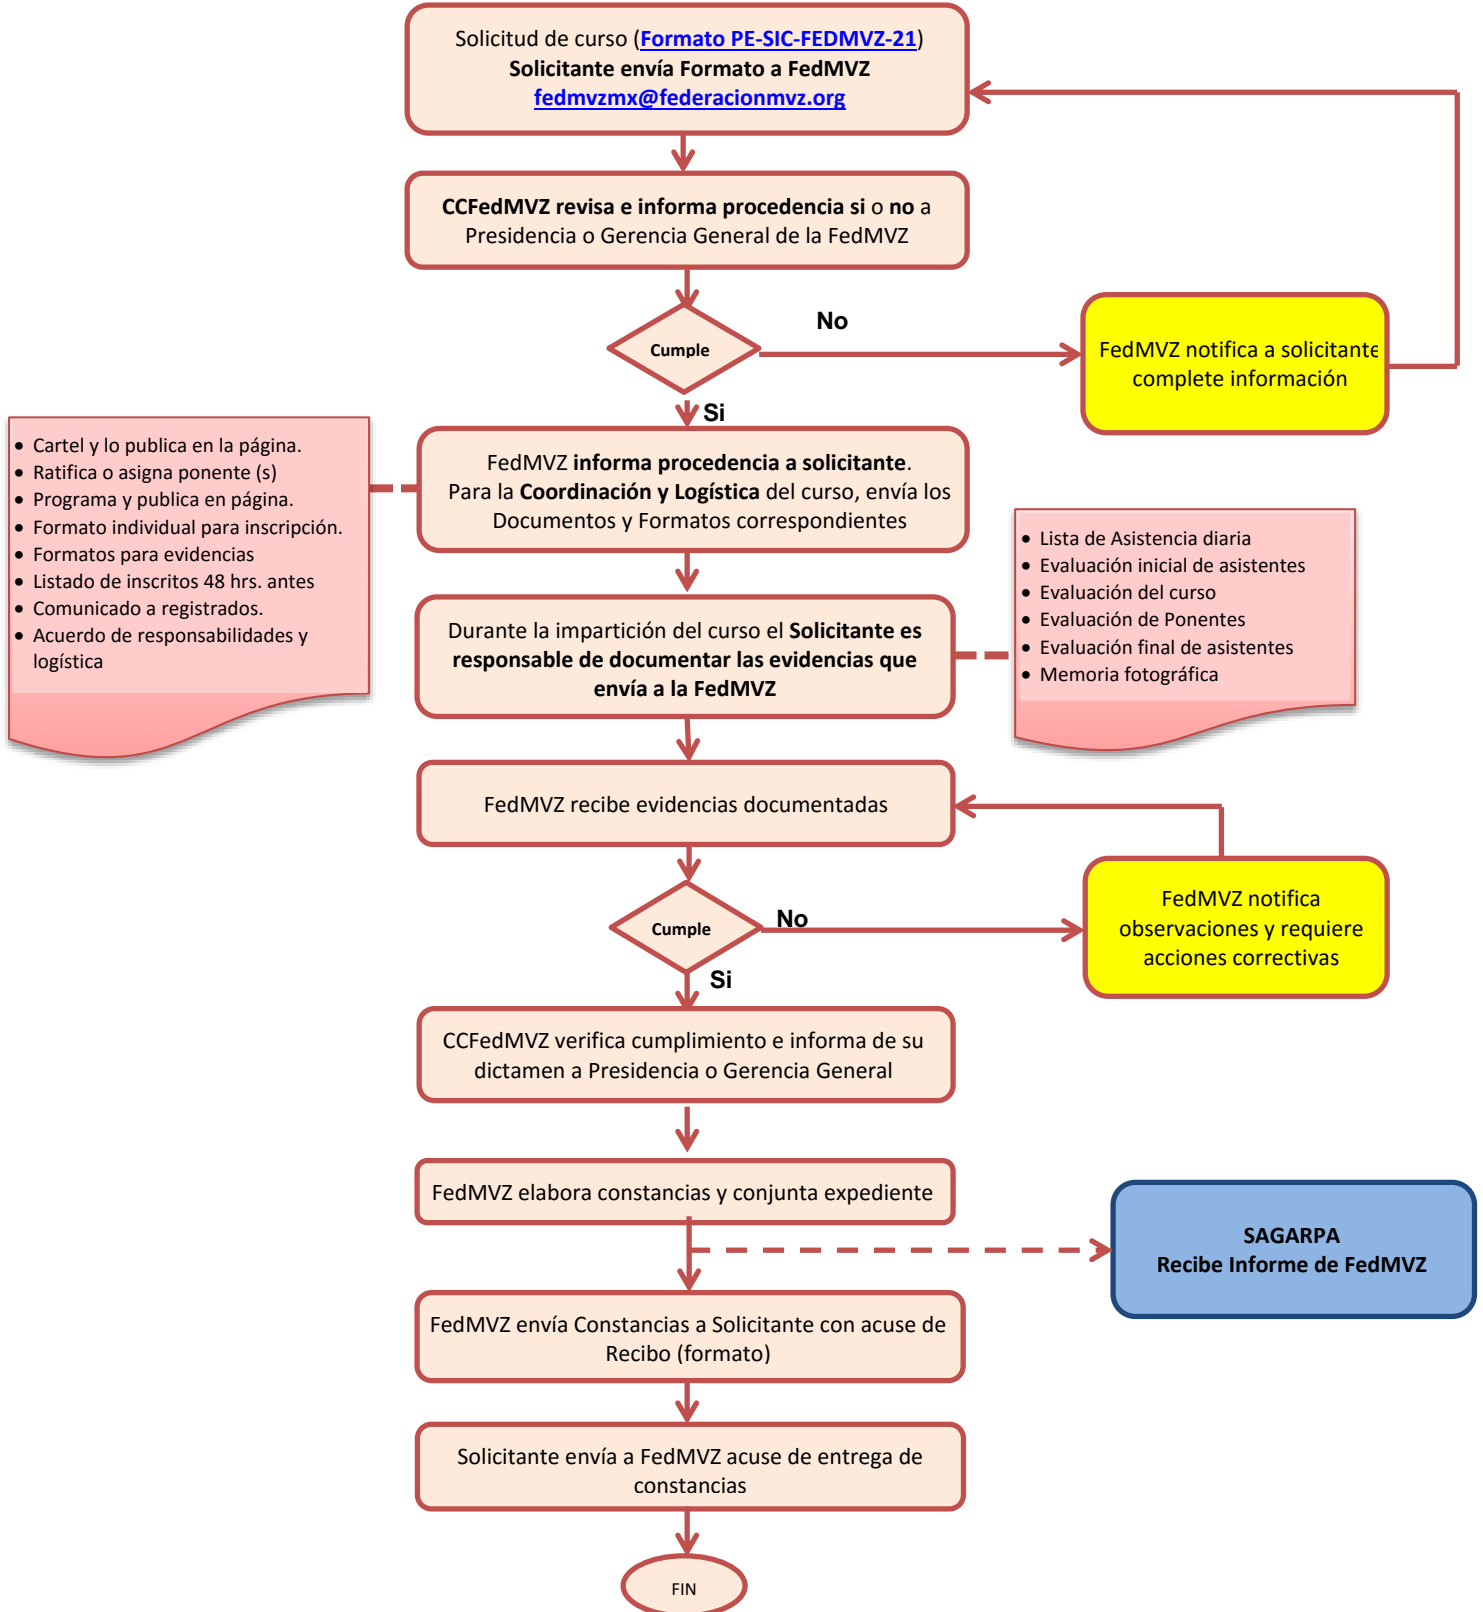 Solicitud de curso (Formato PE-SIC-FEDMVZ-21)
Solicitante envía Formato a FedMVZ
fedmvzmx@federacionmvz.org
CCFedMVZ revisa e informa procedencia si o no a
Presidencia o Gerencia General de la FedMVZ
Cumple
No
FedMVZ notifica a solicitante
complete información
Si
• Cartel y lo publica en la página.
• Ratifica o asigna ponente (s)
• Programa y publica en página.
• Formato individual para inscripción.
• Formatos para evidencias
• Listado de inscritos 48 hrs. antes
• Comunicado a registrados.
• Acuerdo de responsabilidades y
logística
FedMVZ informa procedencia a solicitante.
Para la Coordinación y Logística del curso, envía los
Documentos y Formatos correspondientes
• Lista de Asistencia diaria
• Evaluación inicial de asistentes
• Evaluación del curso
• Evaluación de Ponentes
• Evaluación final de asistentes
• Memoria fotográfica
Durante la impartición del curso el Solicitante es
responsable de documentar las evidencias que
envía a la FedMVZ
FedMVZ recibe evidencias documentadas
Cumple
No
FedMVZ notifica
observaciones y requiere
acciones correctivas
Si
CCFedMVZ verifica cumplimiento e informa de su
dictamen a Presidencia o Gerencia General
FedMVZ elabora constancias y conjunta expediente
SAGARPA
Recibe Informe de FedMVZ
FedMVZ envía Constancias a Solicitante con acuse de
Recibo (formato)
Solicitante envía a FedMVZ acuse de entrega de
constancias
FIN